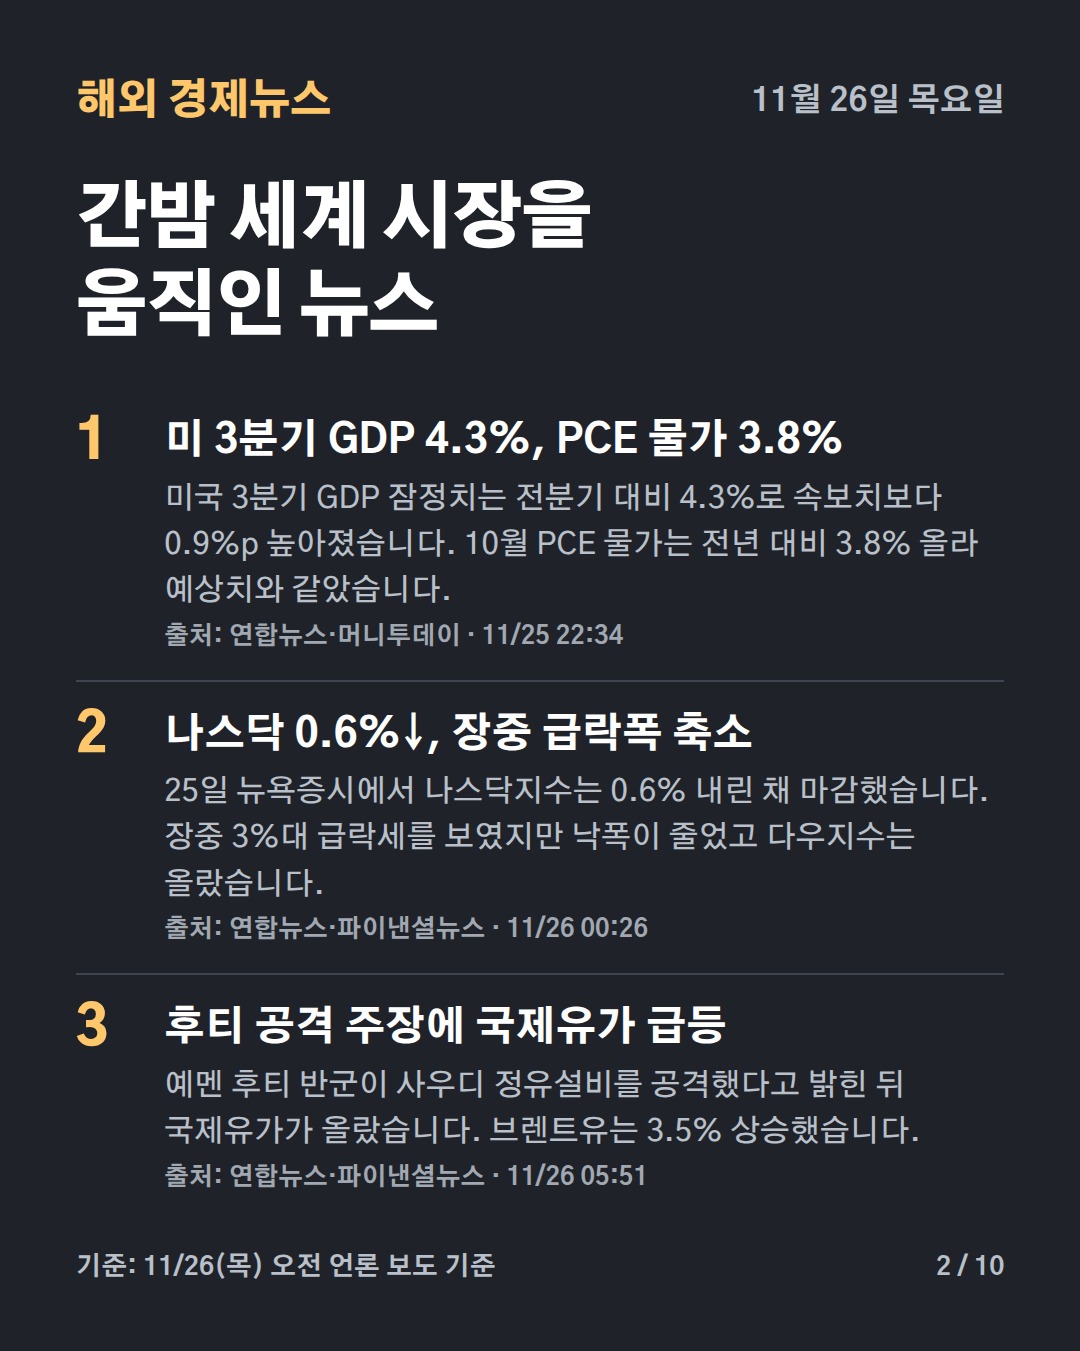 해외 경제뉴스
11월 26일 목요일
간밤 세계 시장을
움직인 뉴스
1
미 3분기 GDP 4.3%, PCE 물가 3.8%
미국 3분기 GDP 잠정치는 전분기 대비 4.3%로 속보치보다
0.9%p 높아졌습니다. 10월 PCE 물가는 전년 대비 3.8% 올라
예상치와 같았습니다.
출처: 연합뉴스·머니투데이 · 11/25 22:34
2
나스닥 0.6%↓, 장중 급락폭 축소
25일 뉴욕증시에서 나스닥지수는 0.6% 내린 채 마감했습니다.
장중 3%대 급락세를 보였지만 낙폭이 줄었고 다우지수는
올랐습니다.
출처: 연합뉴스·파이낸셜뉴스 · 11/26 00:26
3
후티 공격 주장에 국제유가 급등
예멘 후티 반군이 사우디 정유설비를 공격했다고 밝힌 뒤
국제유가가 올랐습니다. 브렌트유는 3.5% 상승했습니다.
출처: 연합뉴스·파이낸셜뉴스 · 11/26 05:51
기준: 11/26(목) 오전 언론 보도 기준
2 / 10